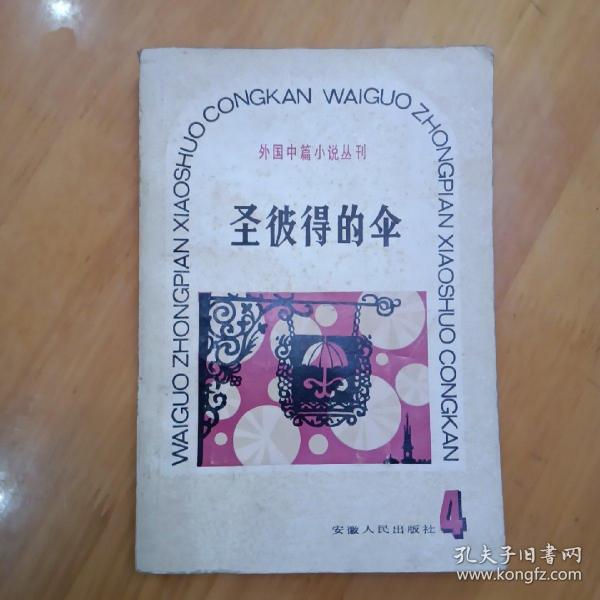 WAIGUO ZHONGPIAN XIAOSHUO CONGKAN WAIGUO ZHONGPIAN XIAOSHUO CONGKAN
外国中篇小说丛刊
圣彼得的伞
安徽人民出版社
4
孔夫子旧书网
www.kongfz.com